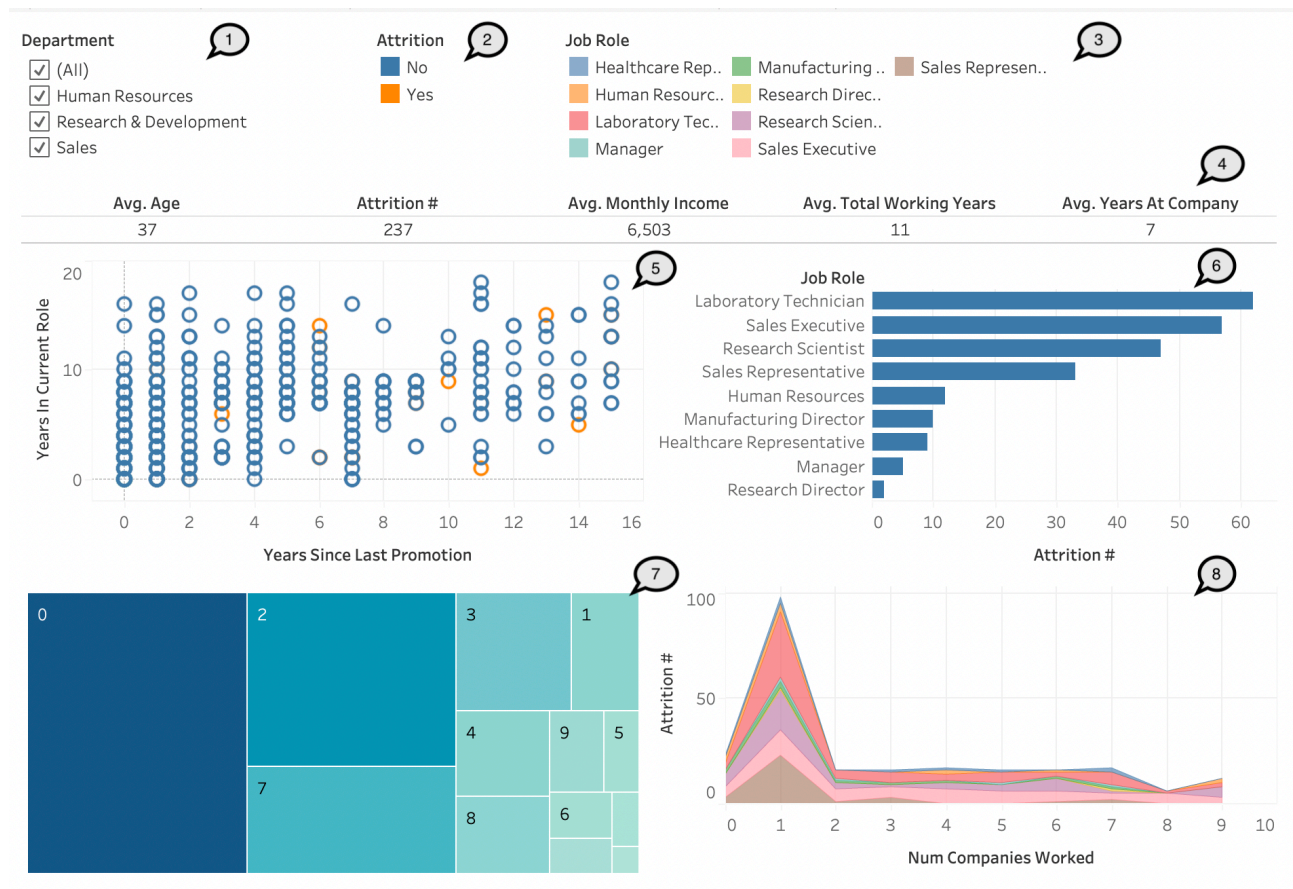 Department
1
(All)
Human Resources
Research & Development
Sales
Attrition
2
No
Yes
Job Role
3
Healthcare Rep..
Human Resourc..
Laboratory Tec..
Manager
Manufacturing ..
Research Direc..
Research Scien..
Sales Executive
Sales Represen..
4
Avg. Age
Attrition #
Avg. Monthly Income
Avg. Total Working Years
Avg. Years At Company
37
237
6,503
11
7
5
Years In Current Role
20
10
0
0
2
4
6
8
10
12
14
16
Years Since Last Promotion
6
Job Role
Laboratory Technician
Sales Executive
Research Scientist
Sales Representative
Human Resources
Manufacturing Director
Healthcare Representative
Manager
Research Director
0
10
20
30
40
50
60
Attrition #
7
0
2
7
3
1
4
9
5
8
6
8
Attrition #
100
50
0
0
1
2
3
4
5
6
7
8
9
10
Num Companies Worked